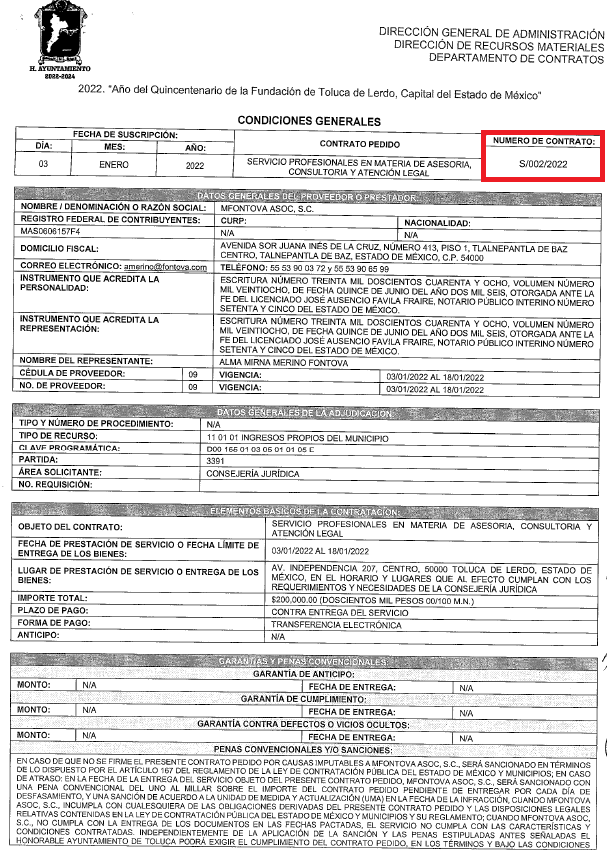 H. AYUNTAMIENTO
2022-2024
DIRECCIÓN GENERAL DE ADMINISTRACIÓN
DIRECCIÓN DE RECURSOS MATERIALES
DEPARTAMENTO DE CONTRATOS
2022. "Año del Quincentenario de la Fundación de Toluca de Lerdo, Capital del Estado de México"
CONDICIONES GENERALES
FECHA DE SUSCRIPCIÓN:
DÍA: MES: AÑO:
03 ENERO 2022
CONTRATO PEDIDO
SERVICIO PROFESIONALES EN MATERIA DE ASESORIA,
CONSULTORIA Y ATENCIÓN LEGAL
NUMERO DE CONTRATO:
S/002/2022
DATOS GENERALES DEL PROVEEDOR O PRESTADOR:
NOMBRE / DENOMINACIÓN O RAZÓN SOCIAL: MFONTOVA ASOC, S.C.
REGISTRO FEDERAL DE CONTRIBUYENTES: CURP: NACIONALIDAD:
MAS0606157F4 N/A N/A
DOMICILIO FISCAL: AVENIDA SOR JUANA INÉS DE LA CRUZ, NÚMERO 413, PISO 1, TLALNEPANTLA DE BAZ
CENTRO, TALNEPANTLA DE BAZ, ESTADO DE MÉXICO, C.P. 54000
CORREO ELECTRÓNICO: amerino@fontova.com TELÉFONO: 55 53 90 03 72 y 55 53 90 65 99
INSTRUMENTO QUE ACREDITA LA
PERSONALIDAD:
ESCRITURA NÚMERO TREINTA MIL DOSCIENTOS CUARENTA Y OCHO, VOLUMEN NÚMERO
MIL VEINTIOCHO, DE FECHA QUINCE DE JUNIO DEL AÑO DOS MIL SEIS, OTORGADA ANTE LA
FE DEL LICENCIADO JOSÉ AUSENCIO FAVILA FRAIRE, NOTARIO PÚBLICO INTERINO NÚMERO
SETENTA Y CINCO DEL ESTADO DE MÉXICO.
INSTRUMENTO QUE ACREDITA LA
REPRESENTACIÓN:
ESCRITURA NÚMERO TREINTA MIL DOSCIENTOS CUARENTA Y OCHO, VOLUMEN NÚMERO
MIL VEINTIOCHO, DE FECHA QUINCE DE JUNIO DEL AÑO DOS MIL SEIS, OTORGADA ANTE LA
FE DEL LICENCIADO JOSÉ AUSENCIO FAVILA FRAIRE, NOTARIO PÚBLICO INTERINO NÚMERO
SETENTA Y CINCO DEL ESTADO DE MÉXICO.
NOMBRE DEL REPRESENTANTE: ALMA MIRNA MERINO FONTOVA
CÉDULA DE PROVEEDOR: 09 VIGENCIA: 03/01/2022 AL 18/01/2022
NO. DE PROVEEDOR: 09 VIGENCIA: 03/01/2022 AL 18/01/2022
DATOS GENERALES DE LA ADJUDICACIÓN
TIPO Y NÚMERO DE PROCEDIMIENTO: N/A
TIPO DE RECURSO: 11 01 01 INGRESOS PROPIOS DEL MUNICIPIO
CLAVE PROGRAMÁTICA: D00 155 01 03 05 01 01 05 E
PARTIDA: 3391
ÁREA SOLICITANTE: CONSEJERÍA JURÍDICA
NO. REQUISICIÓN:
ELEMENTOS BÁSICOS DE LA CONTRATACIÓN:
OBJETO DEL CONTRATO: SERVICIO PROFESIONALES EN MATERIA DE ASESORIA, CONSULTORIA Y
ATENCIÓN LEGAL
FECHA DE PRESTACIÓN DE SERVICIO O FECHA LÍMITE DE
ENTREGA DE LOS BIENES: 03/01/2022 AL 18/01/2022
LUGAR DE PRESTACIÓN DE SERVICIO O ENTREGA DE LOS
BIENES:
AV. INDEPENDENCIA 207, CENTRO, 50000 TOLUCA DE LERDO, ESTADO DE
MÉXICO, EN EL HORARIO Y LUGARES QUE AL EFECTO CUMPLAN CON LOS
REQUERIMIENTOS Y NECESIDADES DE LA CONSEJERÍA JURÍDICA
IMPORTE TOTAL: $200,000.00 (DOSCIENTOS MIL PESOS 00/100 M.N.)
PLAZO DE PAGO: CONTRA ENTREGA DEL SERVICIO
FORMA DE PAGO: TRANSFERENCIA ELECTRÓNICA
ANTICIPO: N/A
GARANTÍAS Y PENAS CONVENCIONALES
GARANTÍA DE ANTICIPO:
MONTO: N/A FECHA DE ENTREGA: N/A
GARANTÍA DE CUMPLIMIENTO:
MONTO: N/A FECHA DE ENTREGA: N/A
GARANTÍA CONTRA DEFECTOS O VICIOS OCULTOS:
MONTO: N/A FECHA DE ENTREGA: N/A
PENAS CONVENCIONALES Y/O SANCIONES:
EN CASO DE QUE NO SE FIRME EL PRESENTE CONTRATO PEDIDO POR CAUSAS IMPUTABLES A MFONTOVA ASOC, S.C., SERÁ SANCIONADO EN TÉRMINOS
DE LO DISPUESTO POR EL ARTÍCULO 167 DEL REGLAMENTO DE LA LEY DE CONTRATACIÓN PÚBLICA DEL ESTADO DE MÉXICO Y MUNICIPIOS; EN CASO
DE ATRASO: EN LA FECHA DE LA ENTREGA DEL SERVICIO OBJETO DEL PRESENTE CONTRATO PEDIDO, MFONTOVA ASOC, S.C., SERÁ SANCIONADO CON
UNA PENA CONVENCIONAL DEL UNO AL MILLAR SOBRE EL IMPORTE DEL CONTRATO PEDIDO PENDIENTE DE ENTREGAR POR CADA DÍA DE
DESFASAMIENTO, Y UNA SANCIÓN DE ACUERDO A LA UNIDAD DE MEDIDA Y ACTUALIZACIÓN (UMA) EN LA FECHA DE LA INFRACCIÓN, CUANDO MFONTOVA
ASOC, S.C., INCUMPLA CON CUALESQUIERA DE LAS OBLIGACIONES DERIVADAS DEL PRESENTE CONTRATO PEDIDO Y LAS DISPOSICIONES LEGALES
RELATIVAS CONTENIDAS EN LA LEY DE CONTRATACIÓN PÚBLICA DEL ESTADO DE MÉXICO Y MUNICIPIOS Y SU REGLAMENTO; CUANDO MFONTOVA ASOC,
S.C., NO CUMPLA CON LA ENTREGA DE LOS DOCUMENTOS EN LAS FECHAS PACTADAS, EL SERVICIO NO CUMPLA CON LAS CARACTERÍSTICAS Y
CONDICIONES CONTRATADAS. INDEPENDIENTEMENTE DE LA APLICACIÓN DE LA SANCIÓN Y LAS PENAS ESTIPULADAS ANTES SEÑALADAS EL
HONORABLE AYUNTAMIENTO DE TOLUCA PODRÁ EXIGIR EL CUMPLIMIENTO DEL CONTRATO PEDIDO, EN LOS TÉRMINOS Y BAJO LAS CONDICIONES